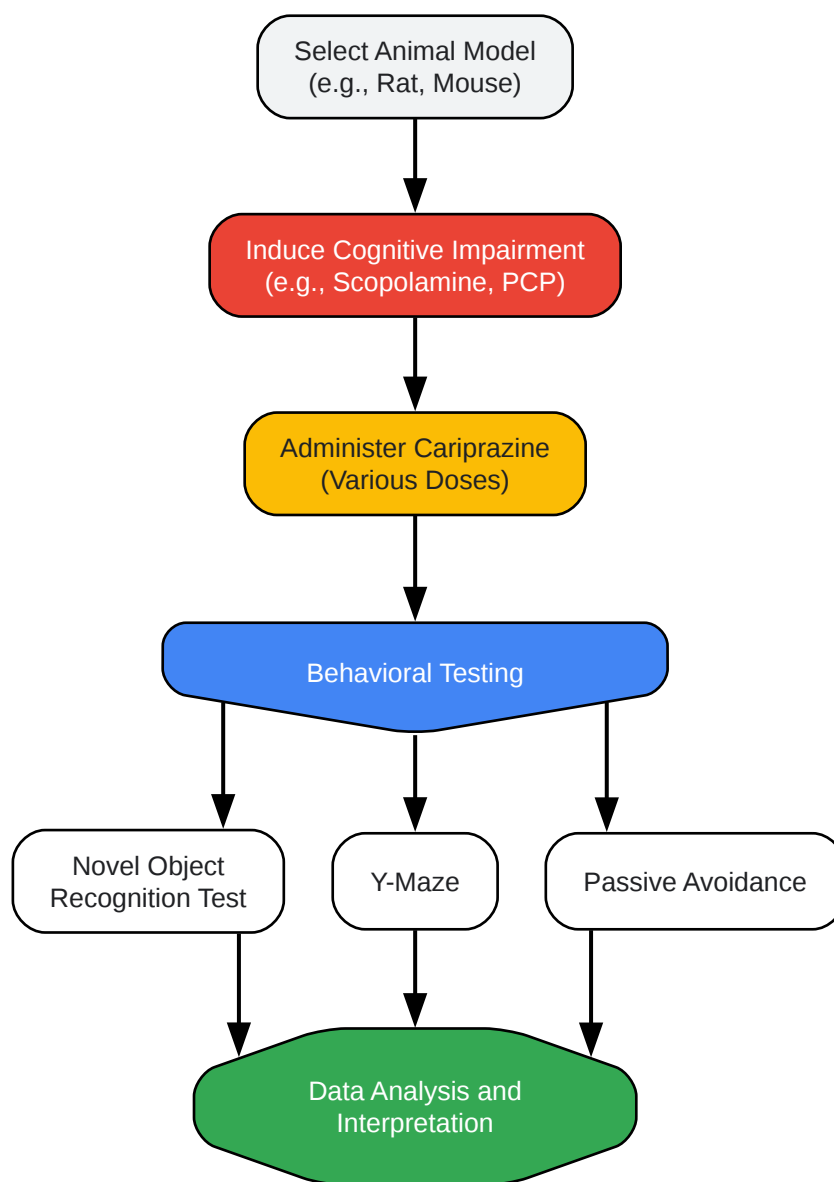 Select Animal Model
(e.g., Rat, Mouse)
Induce Cognitive Impairment
(e.g., Scopolamine, PCP)
Administer Cariprazine
(Various Doses)
Behavioral Testing
Novel Object
Recognition Test
Y-Maze
Passive Avoidance
Data Analysis and
Interpretation